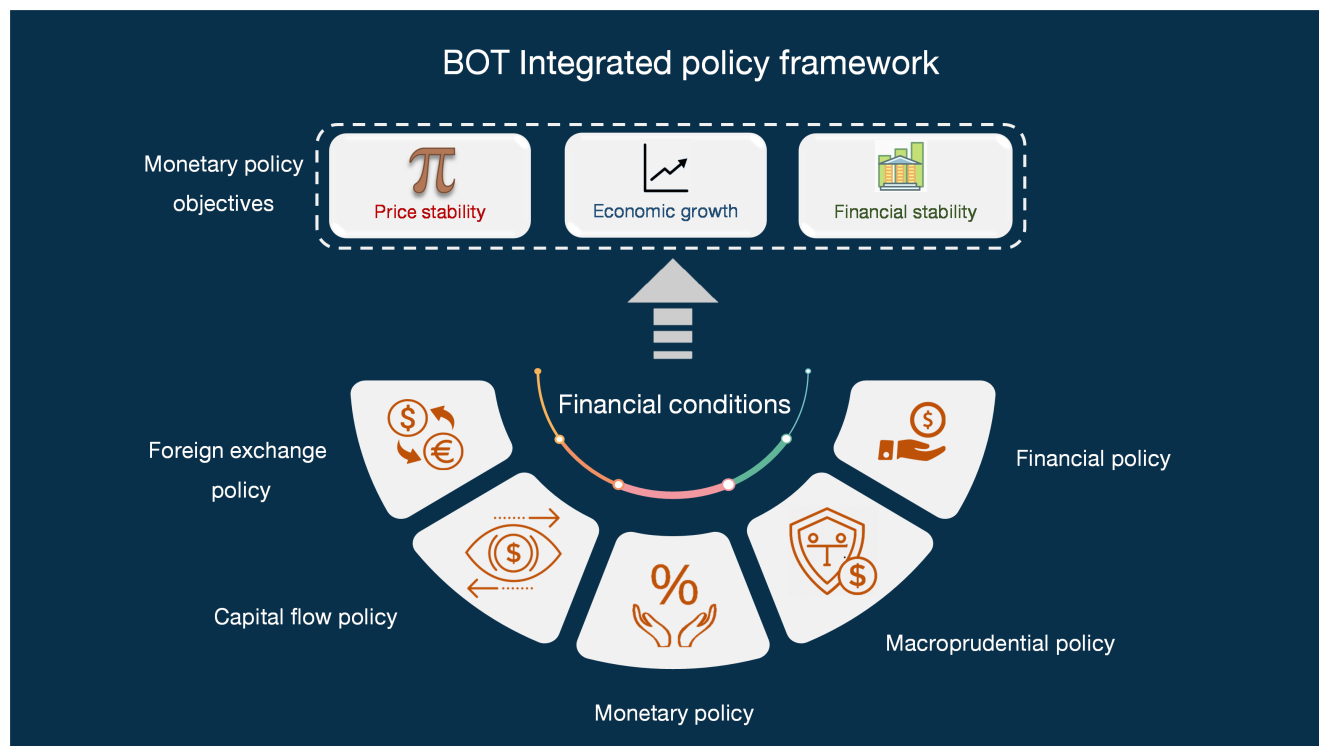 BOT Integrated policy framework
Monetary policy
objectives
π
Price stability
Economic growth
Financial stability
Financial conditions
$
€
Foreign exchange
policy
$
Capital flow policy
%
Monetary policy
$
Macroprudential policy
$
Financial policy